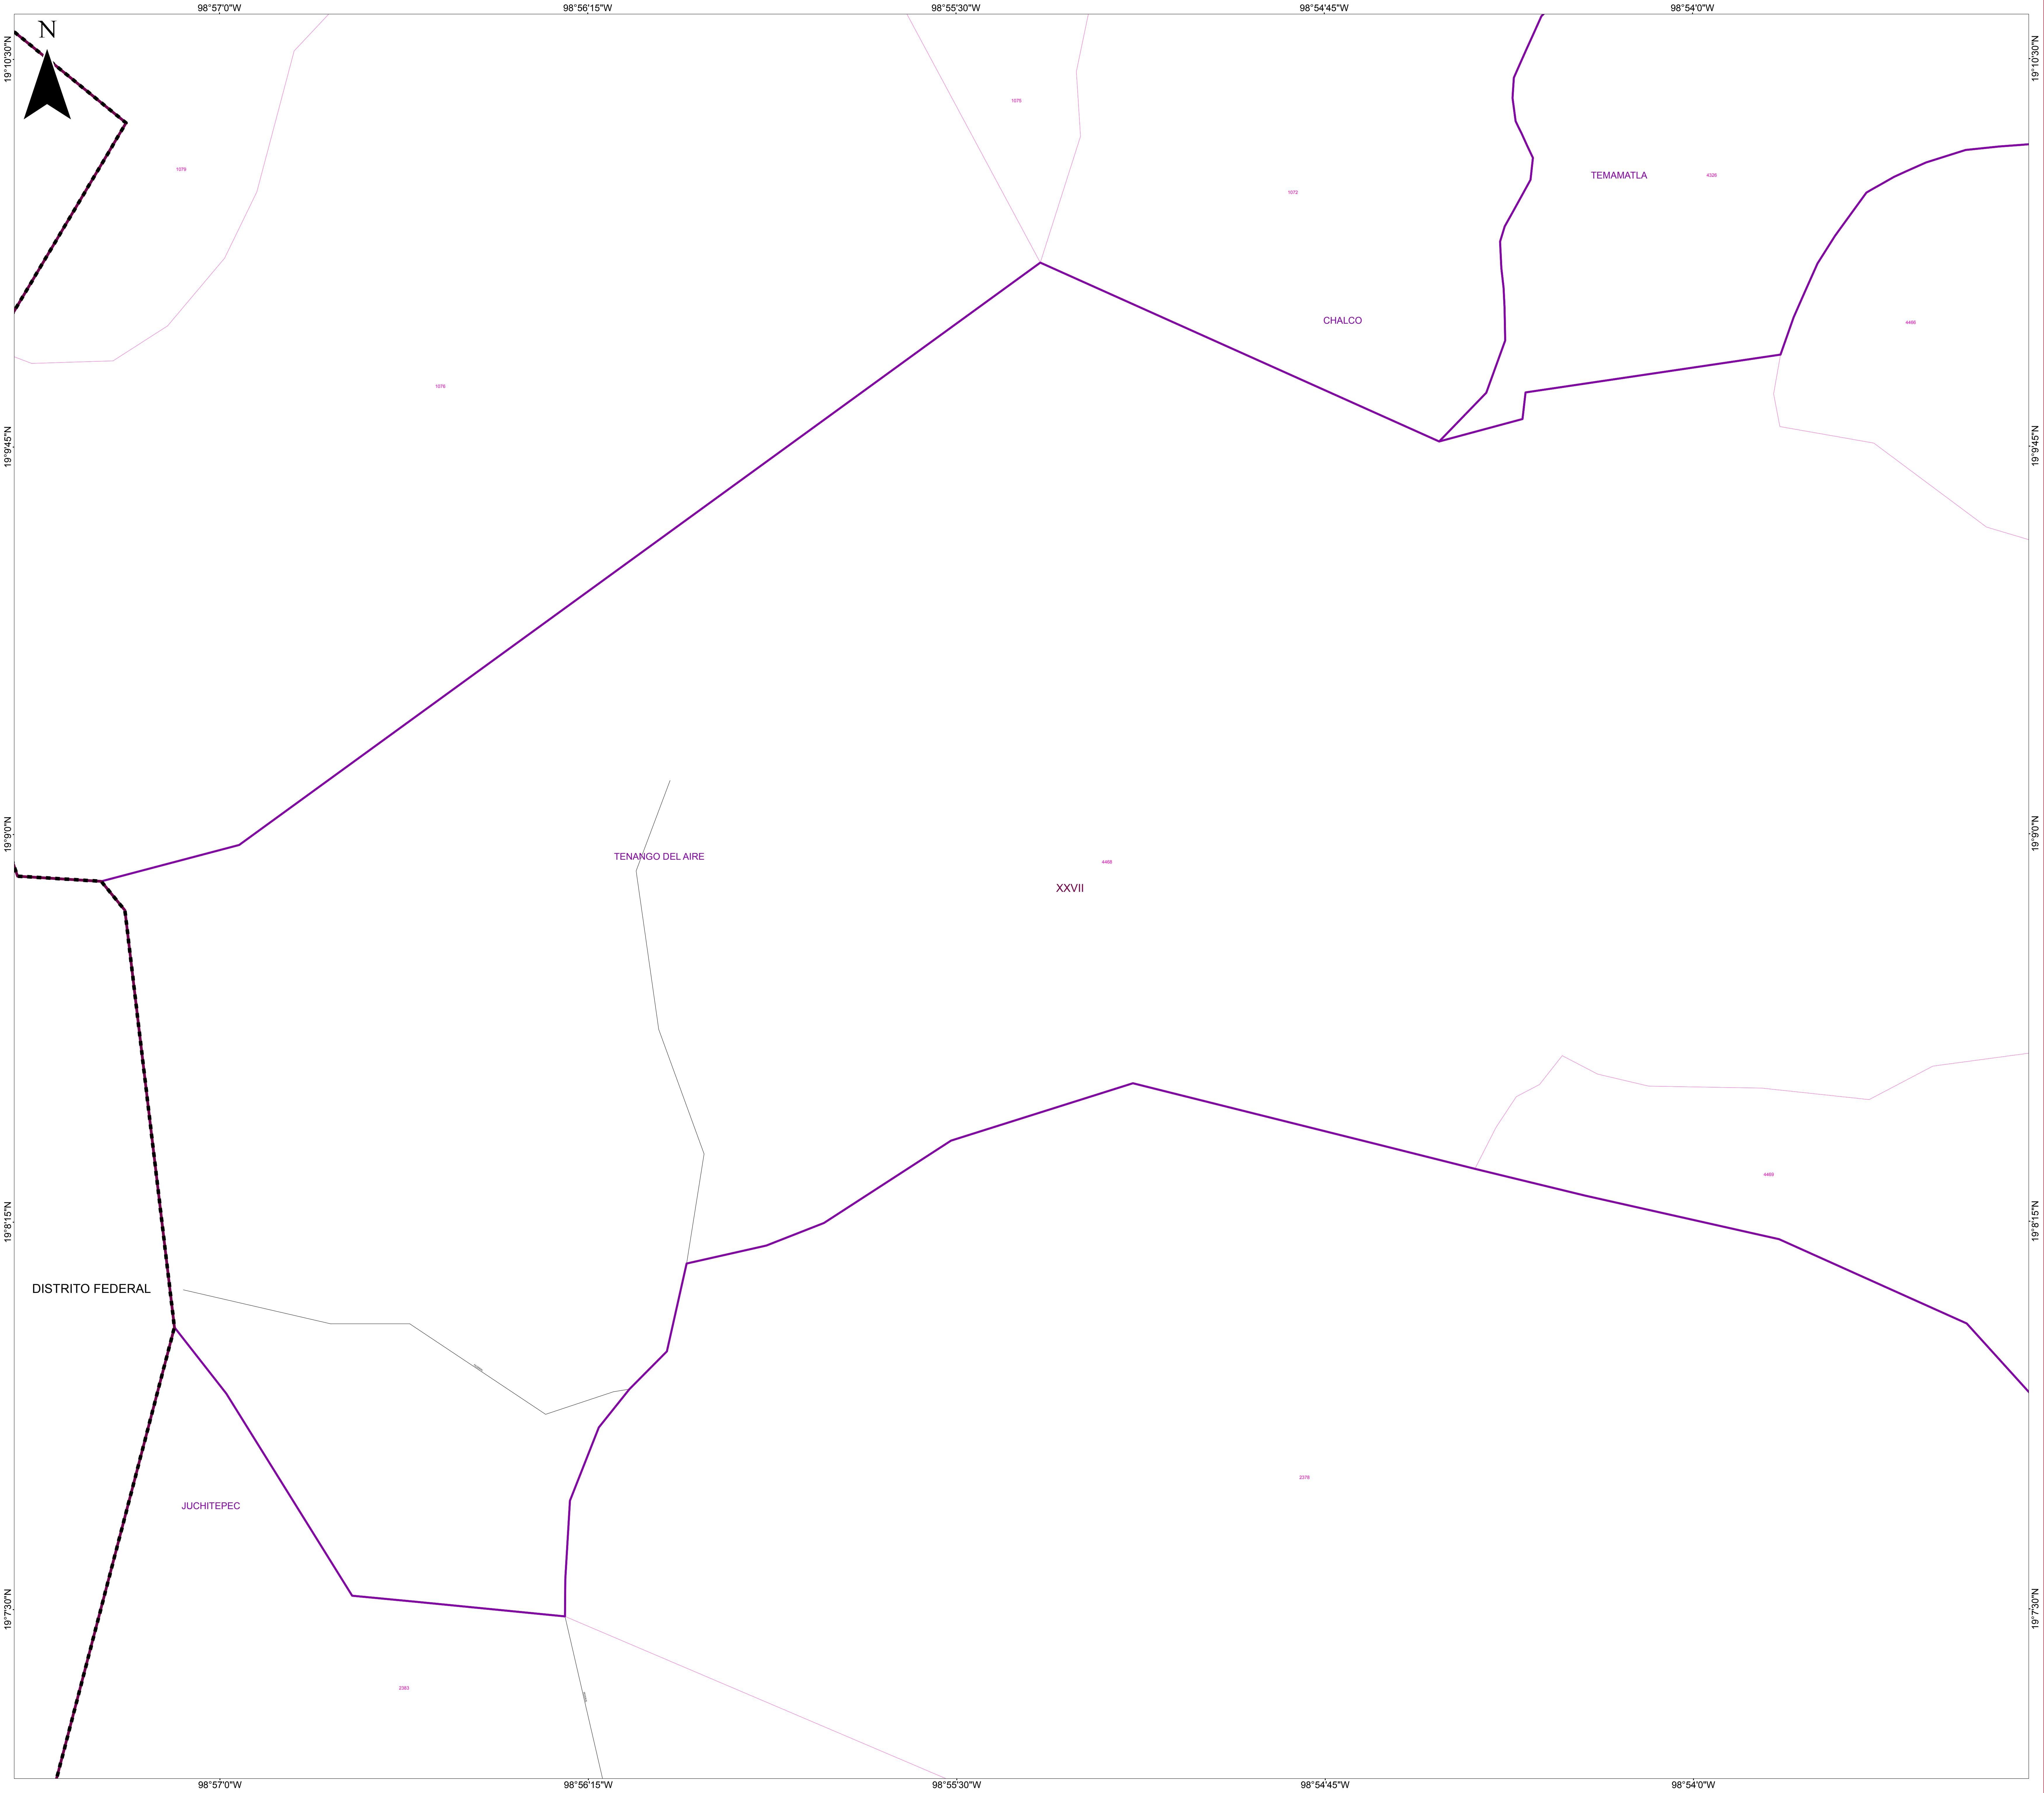 98°57'0"W
98°56'15"W
98°55'30"W
98°54'45"W
98°54'0"W
N
19°10'30"N
19°10'30"N
1075
1079
TEMAMATLA
4326
1072
CHALCO
4466
1076
19°9'45"N
19°9'45"N
19°9'0"N
19°9'0"N
TENANGO DEL AIRE
4468
XXVII
4469
19°8'15"N
19°8'15"N
DISTRITO FEDERAL
2378
JUCHITEPEC
19°7'30"N
19°7'30"N
2383
98°57'0"W
98°56'15"W
98°55'30"W
98°54'45"W
98°54'0"W